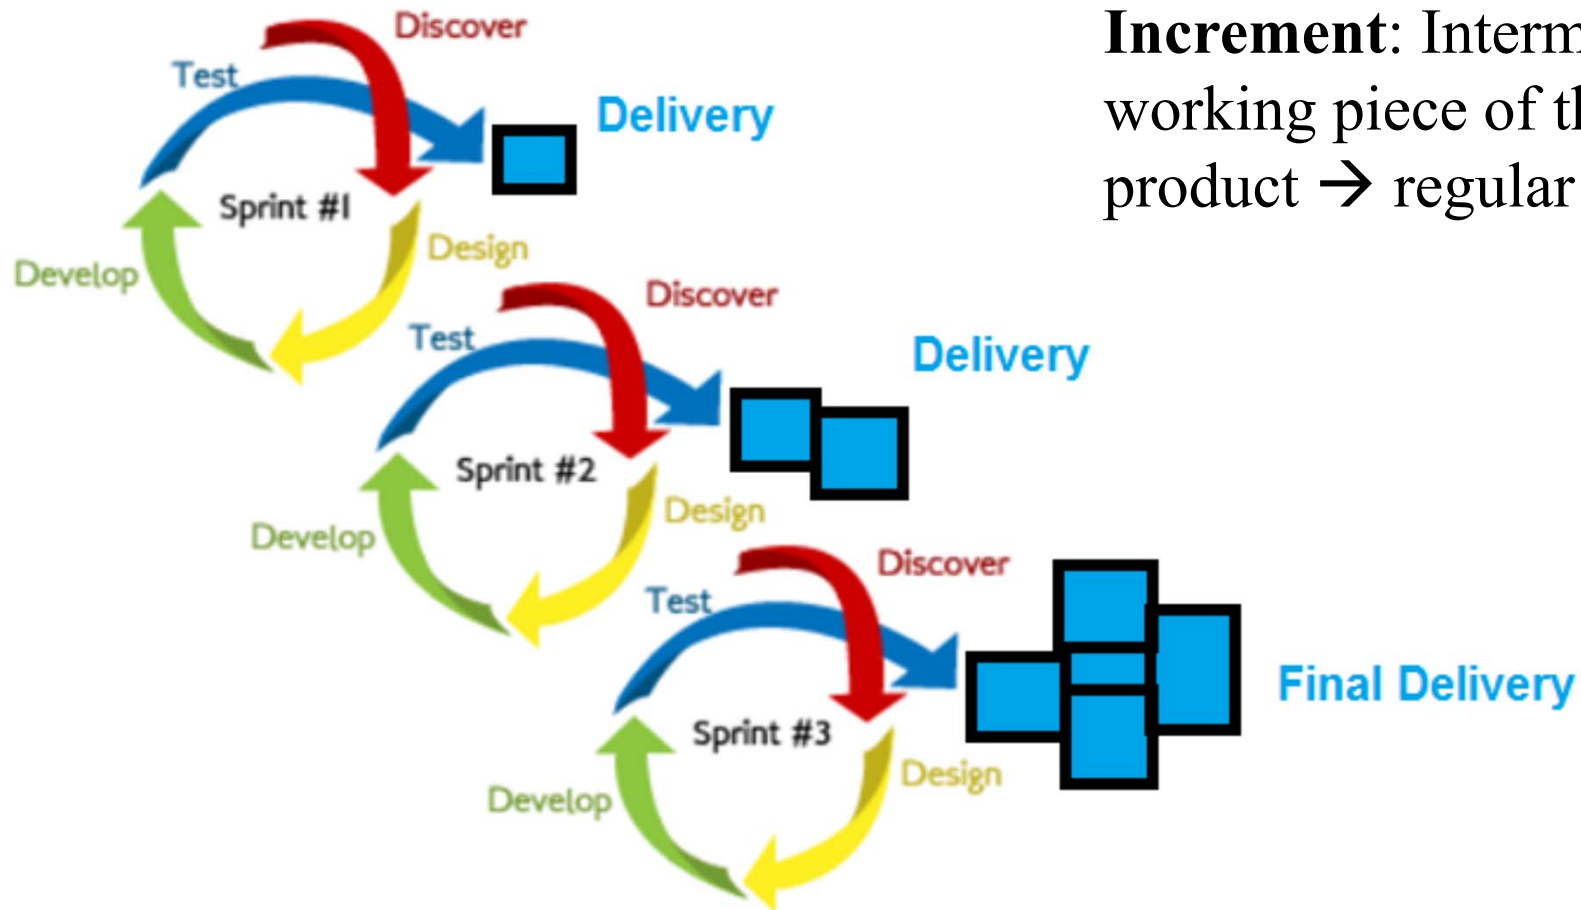 Discover
Test
Delivery
Sprint #1
Design
Develop
Increment: Interm
working piece of th
product → regular
Discover
Test
Delivery
Sprint #2
Design
Develop
Discover
Test
Final Delivery
Sprint #3
Design
Develop